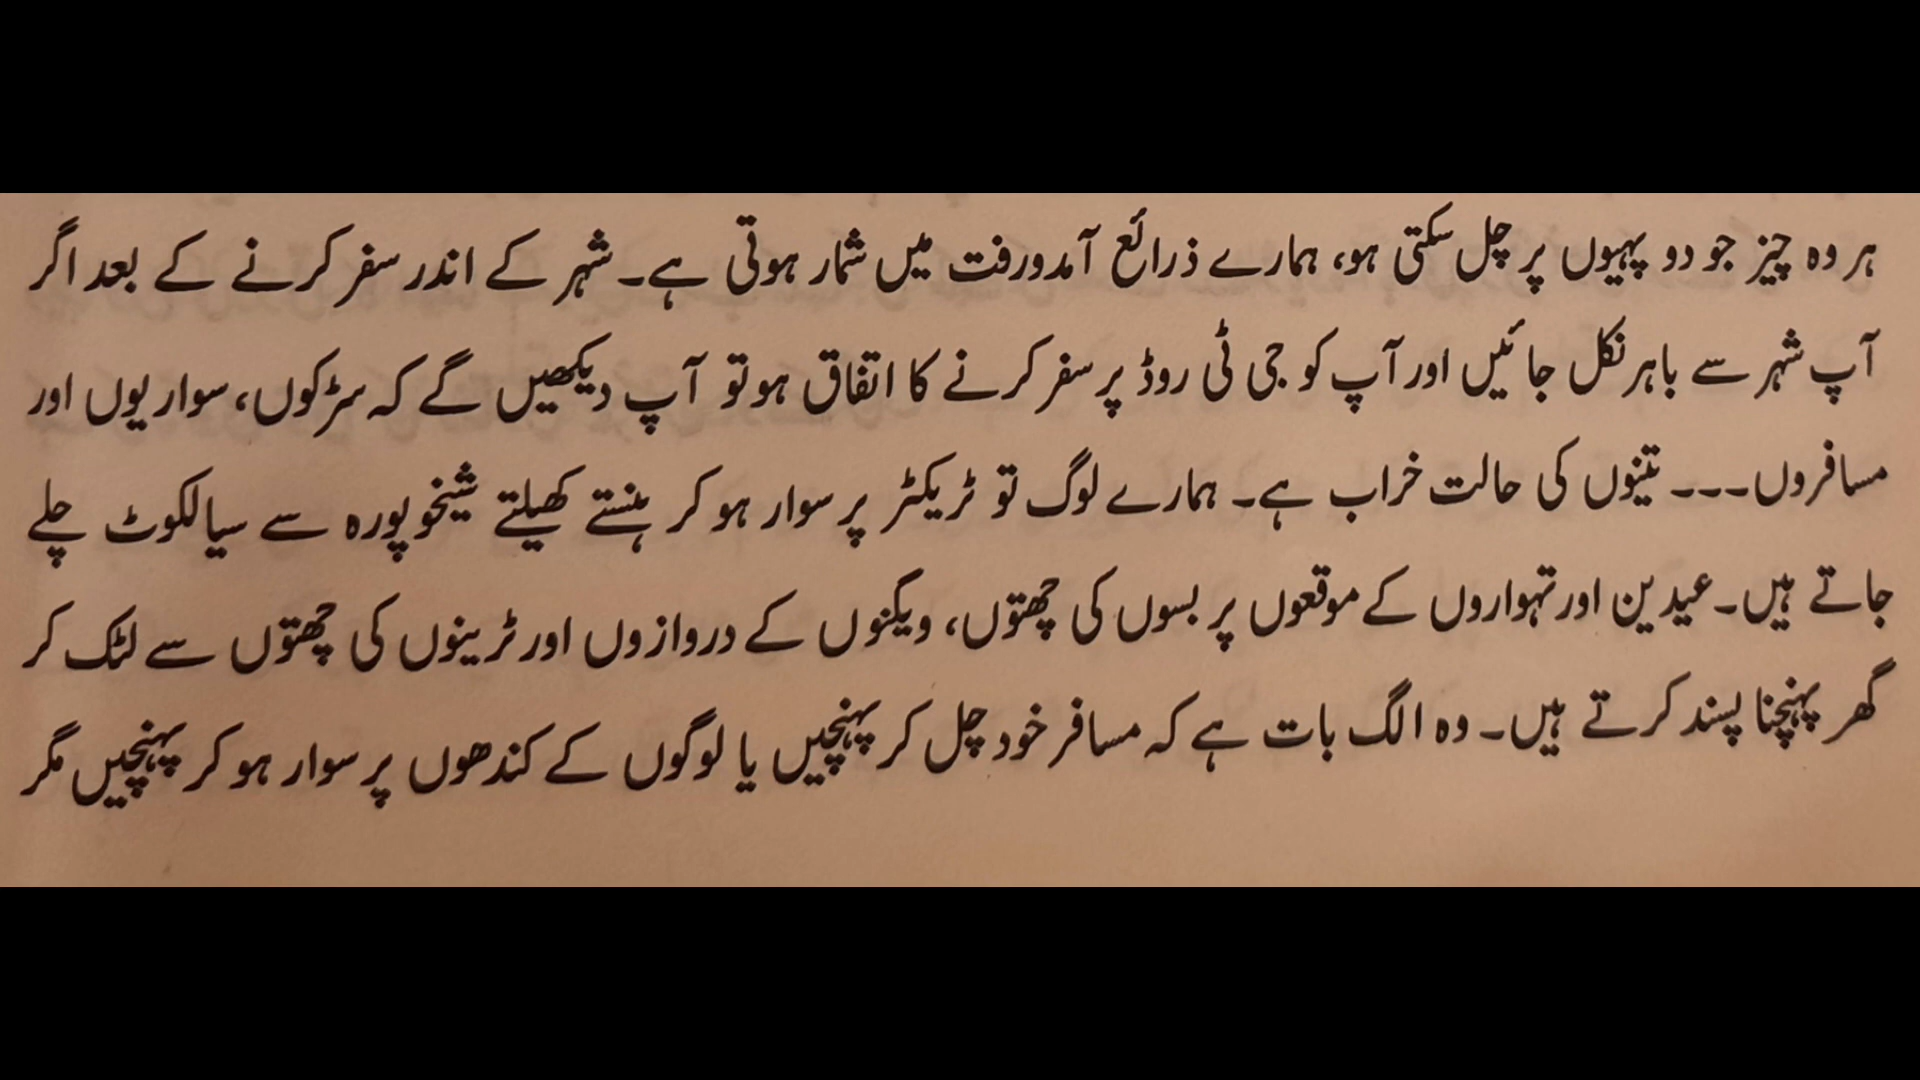 ہر وہ چیز جو دو پہیوں پر چل سکتی ہو، ہمارے ذرائع آمدورفت میں شمار ہوتی ہے۔ شہر کے اندر سفر کرنے کے بعد اگر
آپ شہر سے باہر نکل جائیں اور آپ کو جی ٹی روڈ پر سفر کرنے کا اتفاق ہو تو آپ دیکھیں گے کہ سڑکوں، سواریوں اور
مسافروں۔۔۔ تینوں کی حالت خراب ہے۔ ہمارے لوگ تو ٹریکٹر پر سوار ہو کر ہنستے کھیلتے شیخوپورہ سے سیالکوٹ چلے
جاتے ہیں۔ عیدین اور تہواروں کے موقعوں پر بسوں کی چھتوں، ویگنوں کے دروازوں اور ٹرینوں کی چھتوں سے لٹک کر
گھر پہنچنا پسند کرتے ہیں۔ وہ الگ بات ہے کہ مسافر خود چل کر پہنچیں یا لوگوں کے کندھوں پر سوار ہو کر پہنچیں مگر